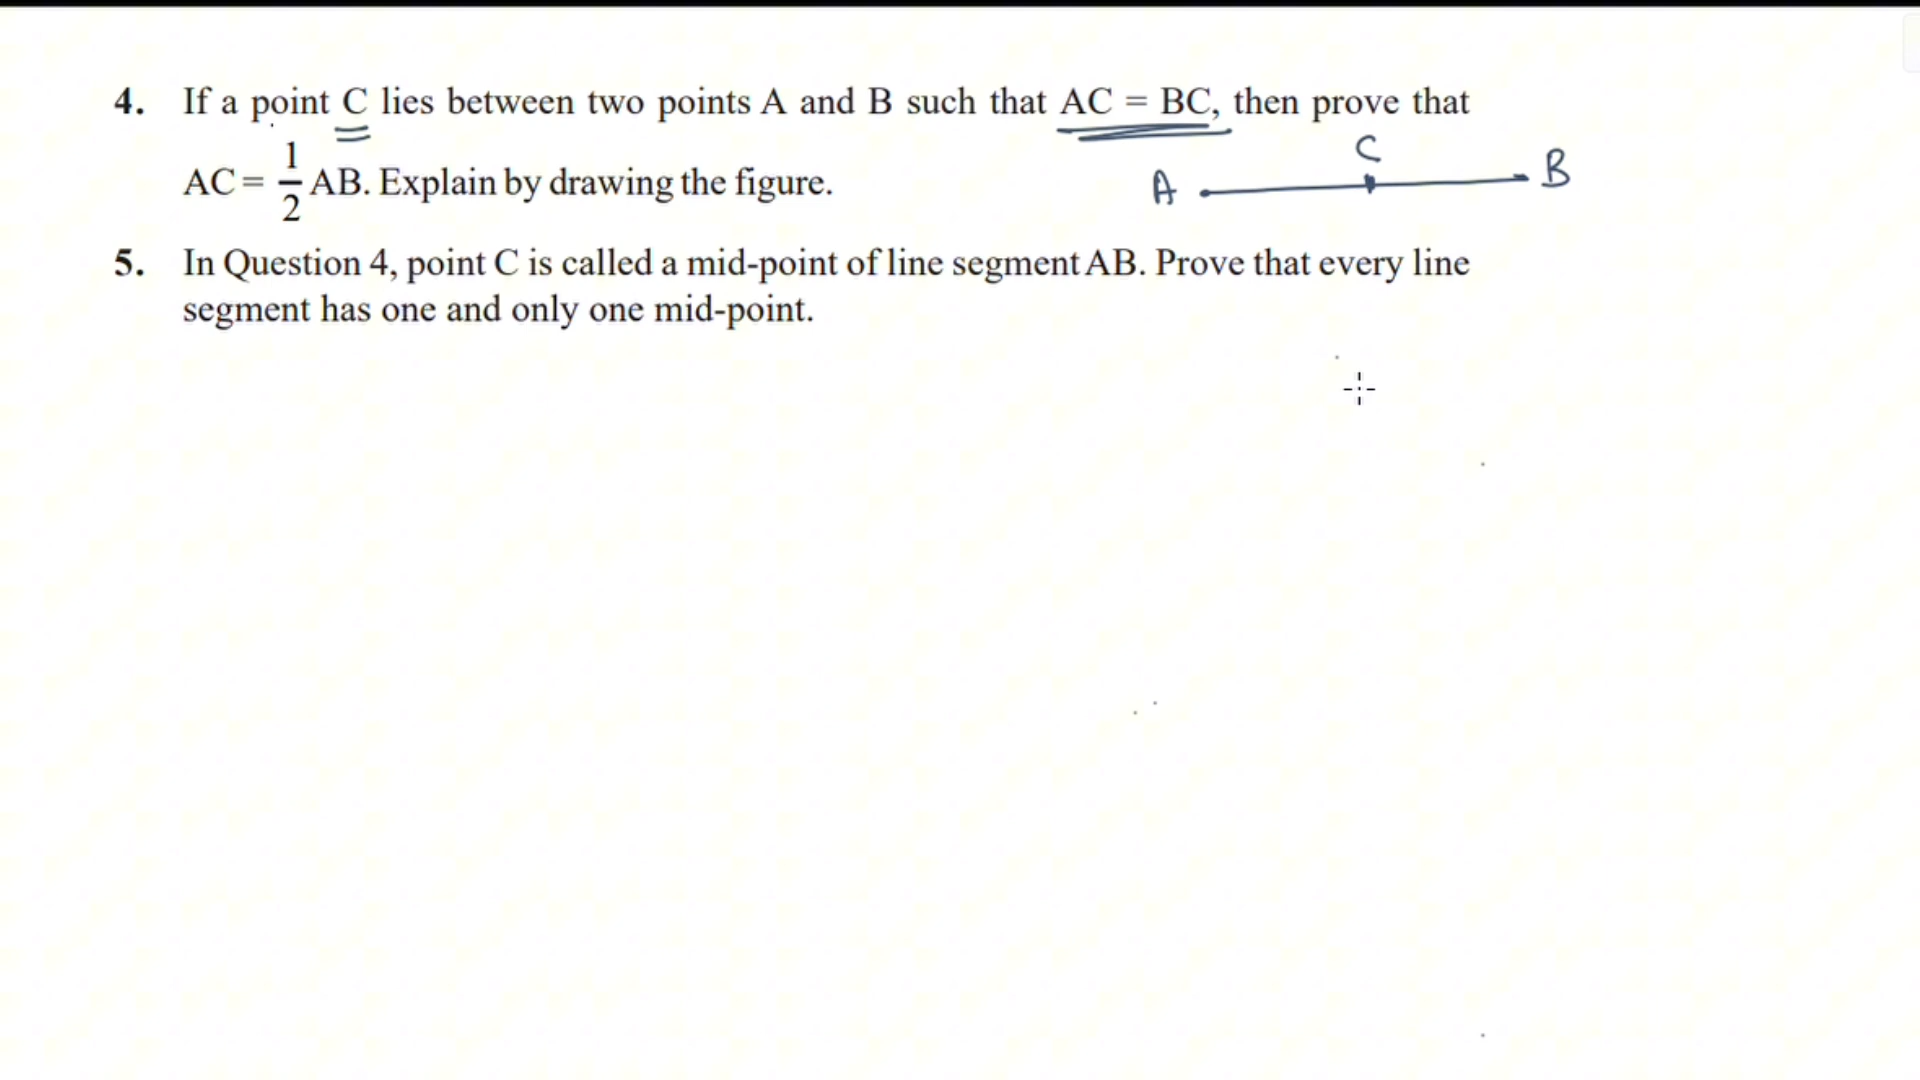 4. If a point C lies between two points A and B such that AC = BC, then prove that
AC = 1/2 AB. Explain by drawing the figure.
A C B
5. In Question 4, point C is called a mid-point of line segment AB. Prove that every line
segment has one and only one mid-point.